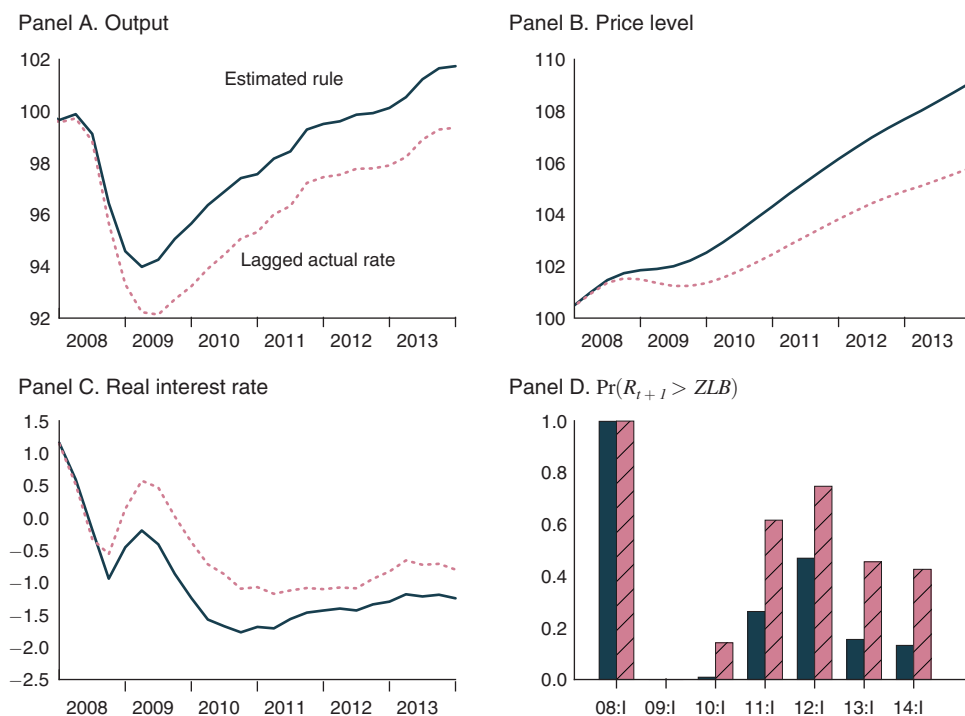 Panel A. Output
102
100
98
96
94
92
Estimated rule
Lagged actual rate
2008 2009 2010 2011 2012 2013
Panel B. Price level
110
108
106
104
102
100
2008 2009 2010 2011 2012 2013
Panel C. Real interest rate
1.5
1.0
0.5
0.0
−0.5
−1.0
−1.5
−2.0
−2.5
2008 2009 2010 2011 2012 2013
Panel D. Pr(R_{t + 1} > ZLB)
1.0
0.8
0.6
0.4
0.2
0.0
08:I 09:I 10:I 11:I 12:I 13:I 14:I